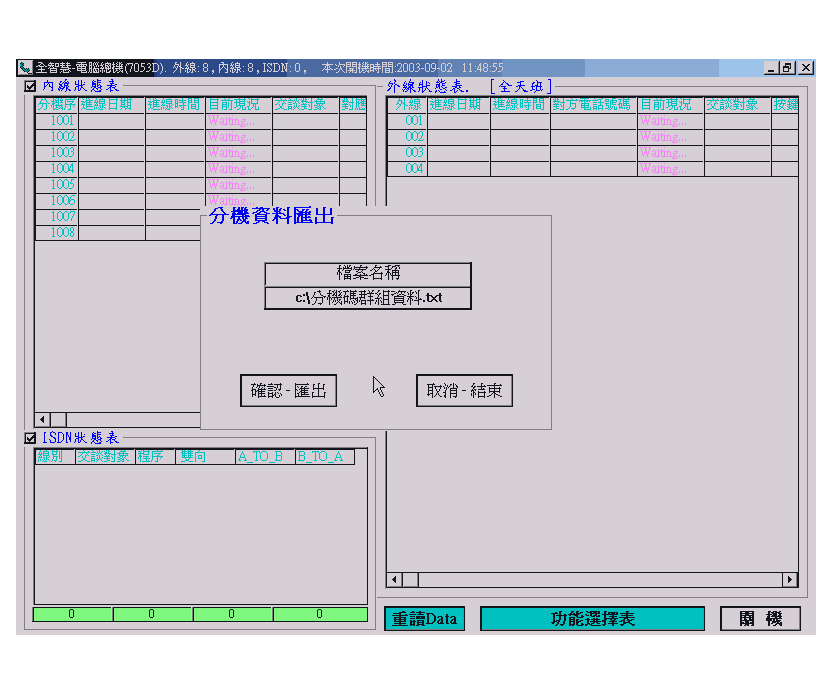 全智慧-電腦總機(7053D). 外線:8,內線:8,ISDN:0, 本次開機時間:2003-09-02 11:48:55
內線狀態表
分機序 進線日期 進線時間 目前現況 交談對象 對應
1001 Waiting...
1002 Waiting...
1003 Waiting...
1004 Waiting...
1005 Waiting...
1006 Waiting...
1007
1008
外線狀態表. [全天班]
外線 進線日期 進線時間 對方電話號碼 目前現況 交談對象 按鍵
001 Waiting...
002 Waiting...
003 Waiting...
004 Waiting...
分機資料匯出
檔案名稱
c:\分機碼群組資料.txt
確認-匯出 取消-結束
ISDN狀態表
線別 交談對象 程序 雙向 A_TO_B B_TO_A
0 0 0 0
重讀Data 功能選擇表 關 機